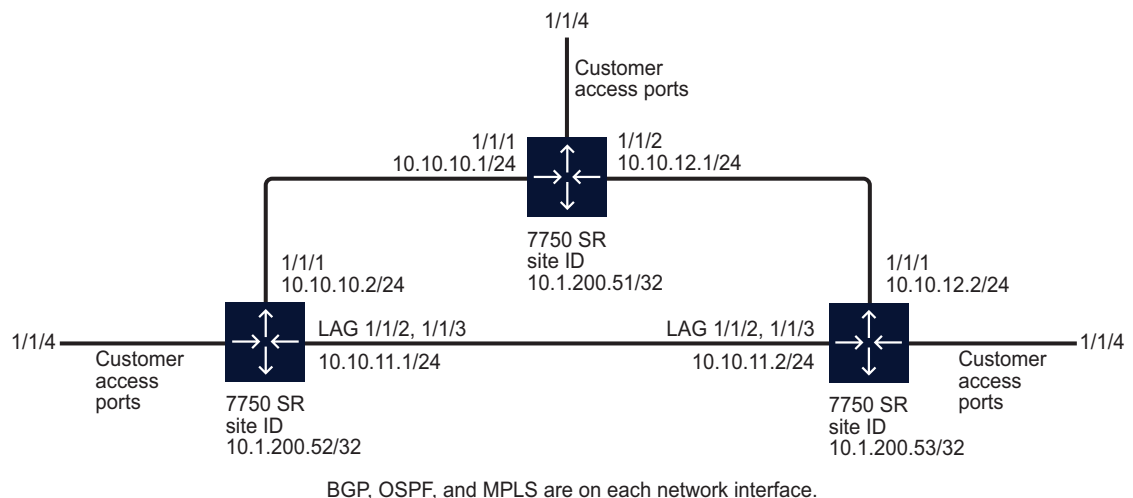 1/1/4
Customer
access ports
1/1/1
10.10.10.1/24
1/1/2
10.10.12.1/24
7750 SR
site ID
10.1.200.51/32
1/1/1
10.10.10.2/24
1/1/1
10.10.12.2/24
1/1/4
Customer
access
ports
LAG 1/1/2, 1/1/3
10.10.11.1/24
LAG 1/1/2, 1/1/3
10.10.11.2/24
Customer
access
ports
1/1/4
7750 SR
site ID
10.1.200.52/32
7750 SR
site ID
10.1.200.53/32
BGP, OSPF, and MPLS are on each network interface.